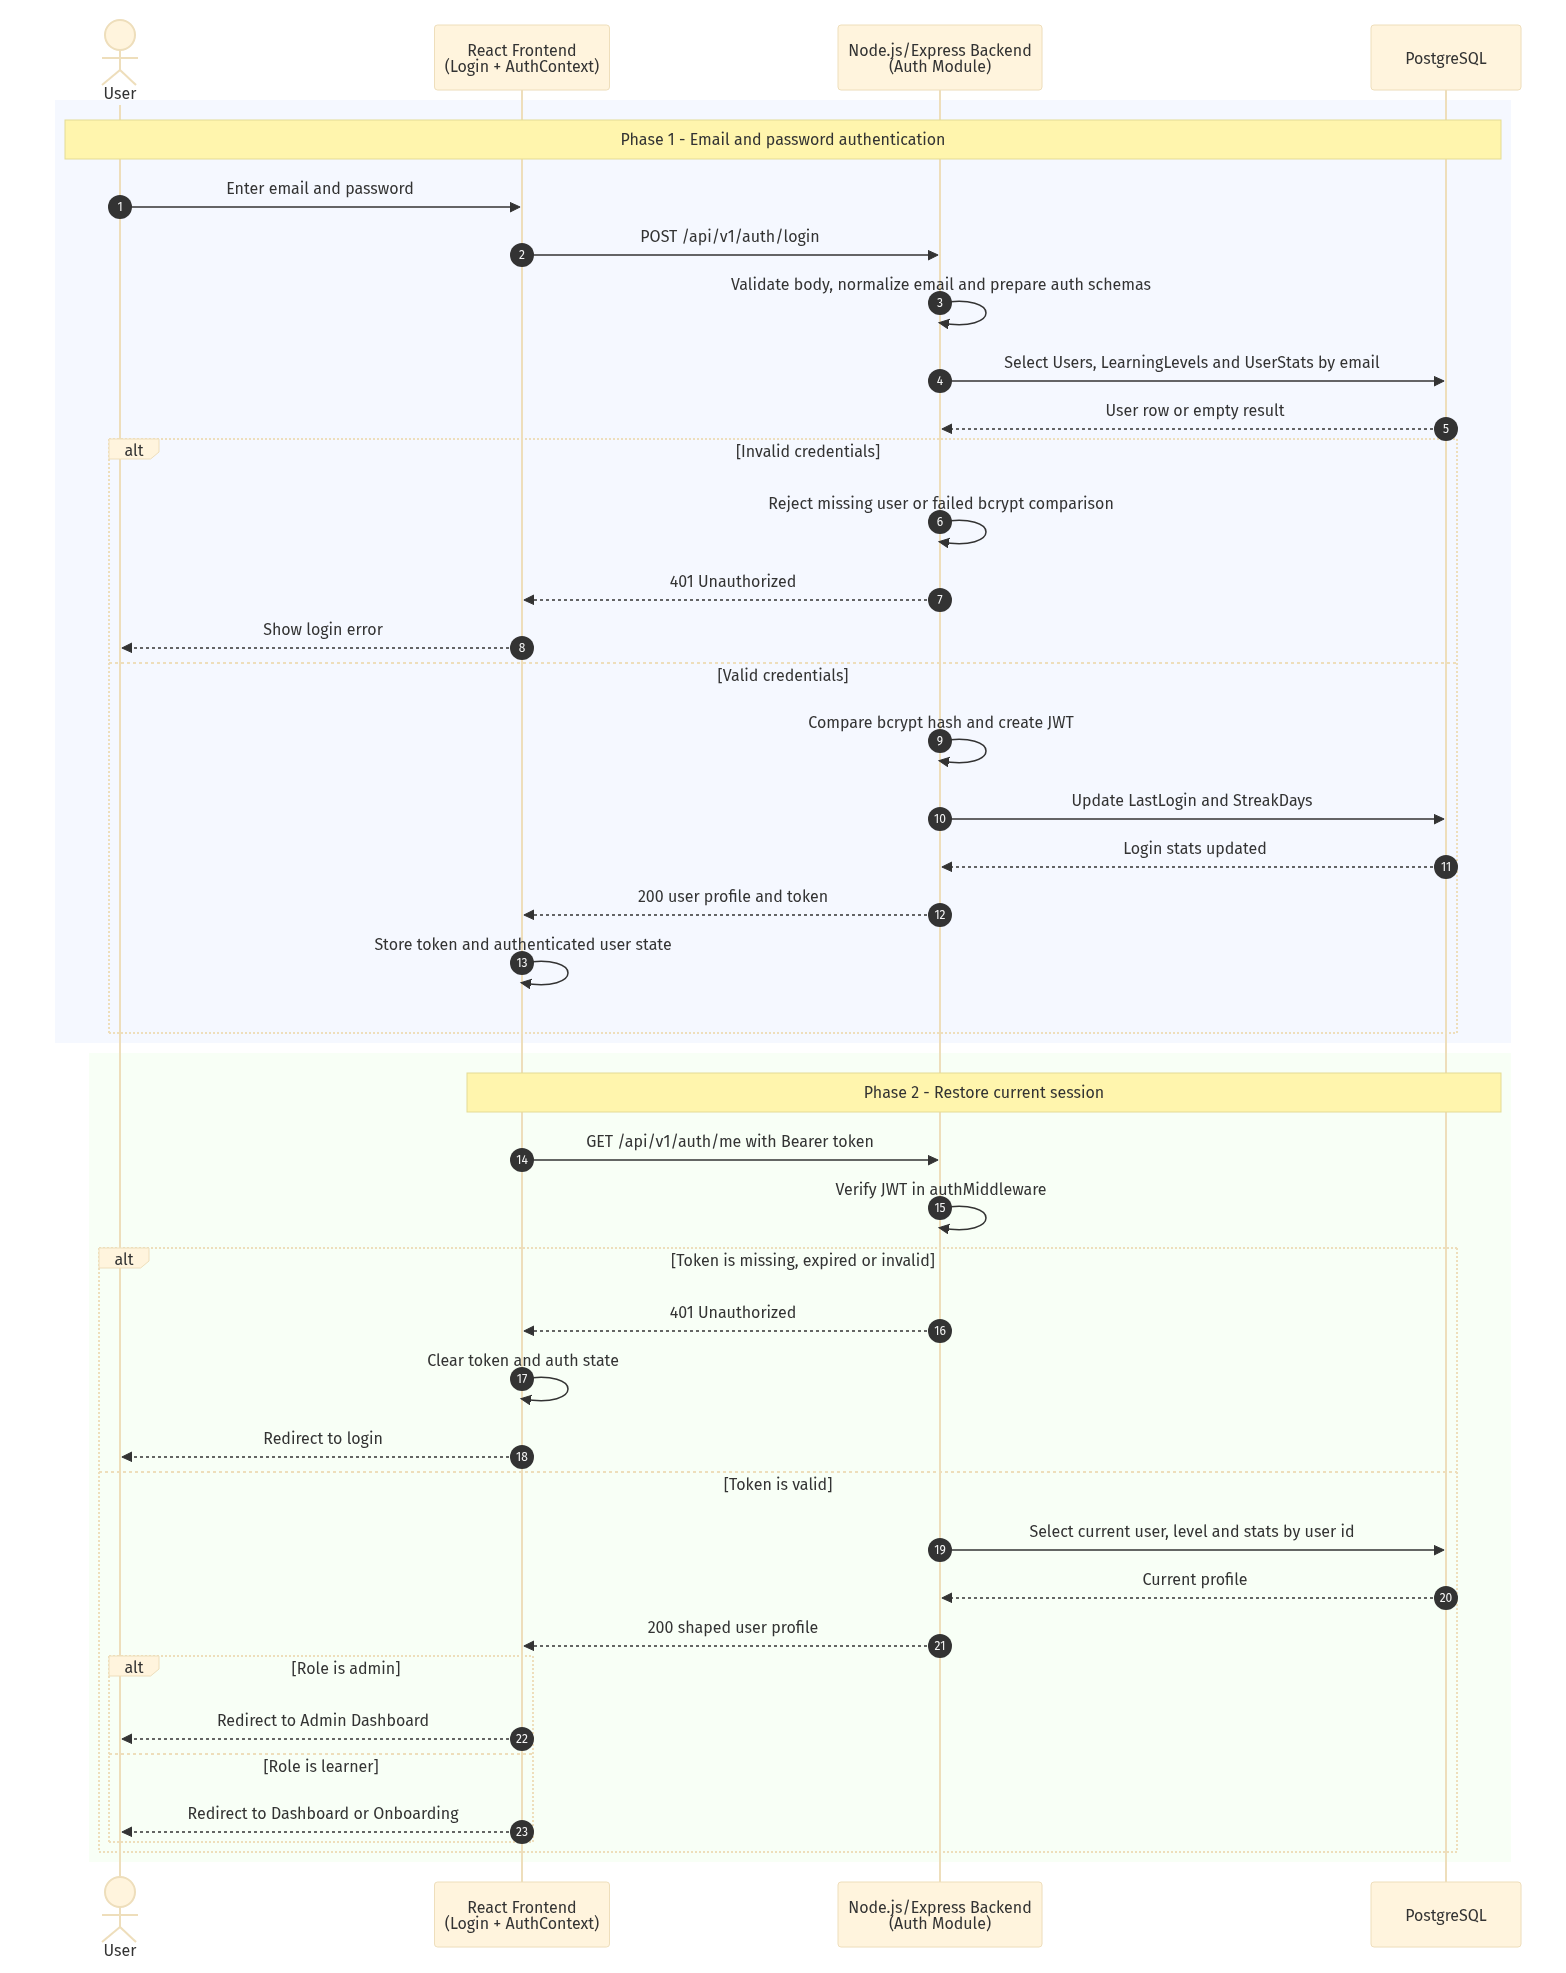 React Frontend
(Login + AuthContext)
Node.js/Express Backend
(Auth Module)
PostgreSQL
User
Phase 1 - Email and password authentication
Enter email and password
1
POST /api/v1/auth/login
2
Validate body, normalize email and prepare auth schemas
3
Select Users, LearningLevels and UserStats by email
4
User row or empty result
5
alt
[Invalid credentials]
Reject missing user or failed bcrypt comparison
6
401 Unauthorized
7
Show login error
8
[Valid credentials]
Compare bcrypt hash and create JWT
9
Update LastLogin and StreakDays
10
Login stats updated
11
200 user profile and token
12
Store token and authenticated user state
13
Phase 2 - Restore current session
GET /api/v1/auth/me with Bearer token
14
Verify JWT in authMiddleware
15
alt
[Token is missing, expired or invalid]
401 Unauthorized
16
Clear token and auth state
17
Redirect to login
18
[Token is valid]
Select current user, level and stats by user id
19
Current profile
20
200 shaped user profile
21
alt
[Role is admin]
Redirect to Admin Dashboard
22
[Role is learner]
Redirect to Dashboard or Onboarding
23
React Frontend
(Login + AuthContext)
Node.js/Express Backend
(Auth Module)
PostgreSQL
User